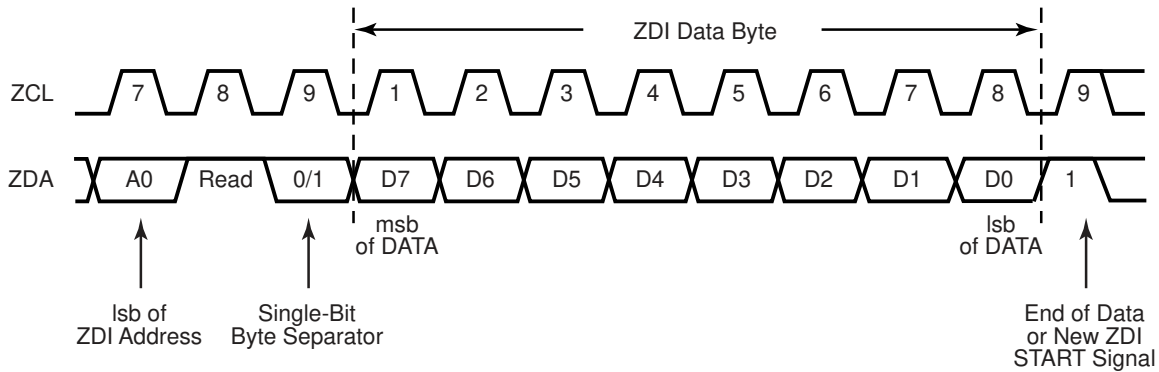 ZDI Data Byte
ZCL 7 8 9 1 2 3 4 5 6 7 8 9
ZDA A0 Read 0/1 D7 D6 D5 D4 D3 D2 D1 D0 1
msb
of DATA
lsb
of DATA
lsb of
ZDI Address
Single-Bit
Byte Separator
End of Data
or New ZDI
START Signal